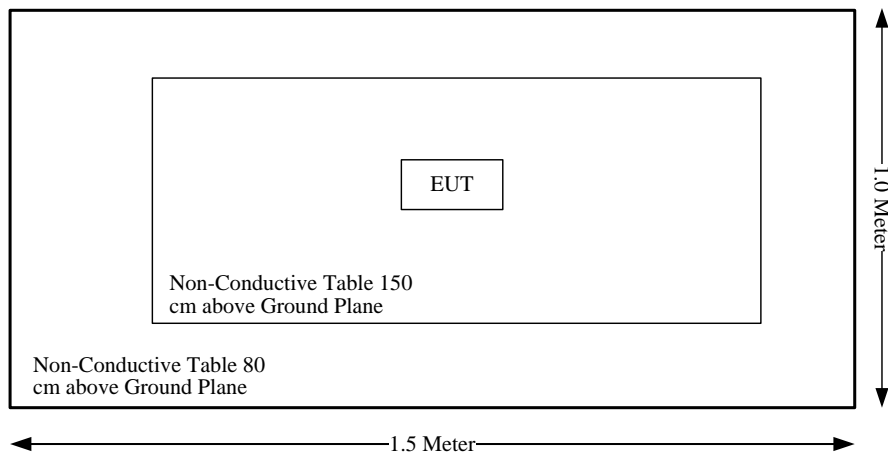 EUT
Non-Conductive Table 150
cm above Ground Plane
Non-Conductive Table 80
cm above Ground Plane
1.0 Meter
1.5 Meter